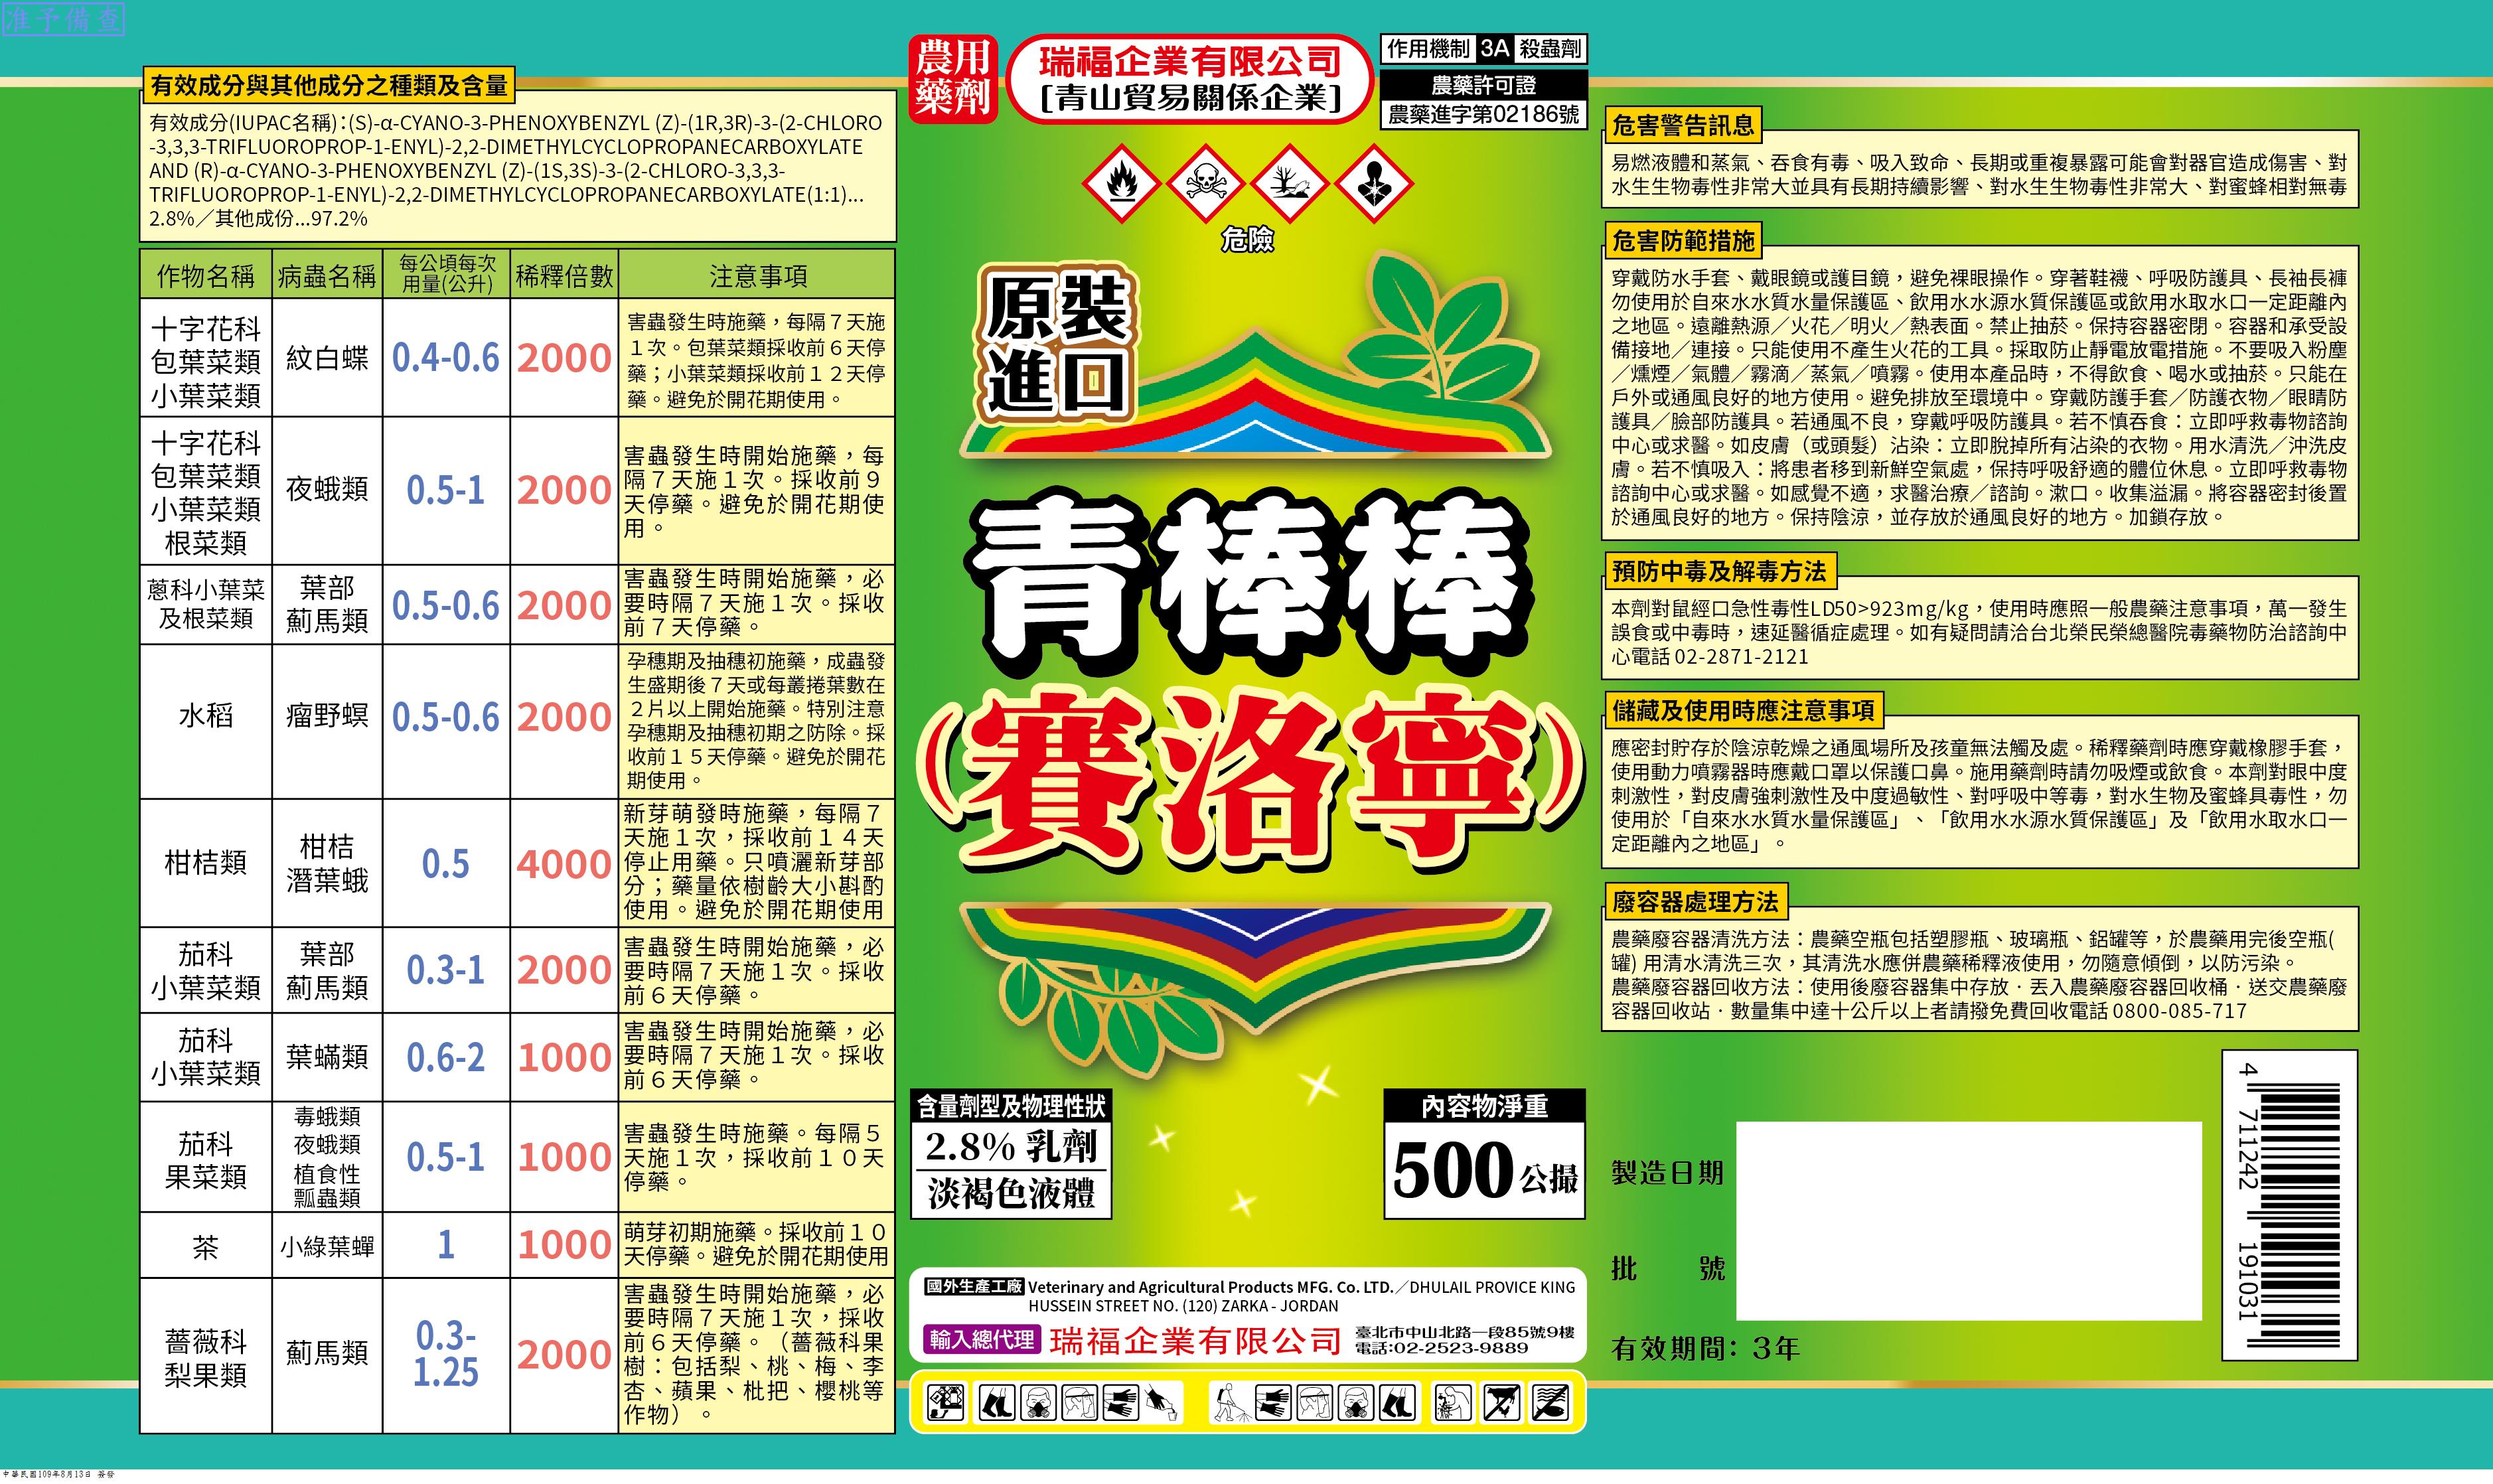 准予備查
有效成分與其他成分之種類及含量
有效成分(IUPAC名稱):(S)-α-CYANO-3-PHENOXYBENZYL (Z)-(1R,3R)-3-(2-CHLORO
-3,3,3-TRIFLUOROPROP-1-ENYL)-2,2-DIMETHYLCYCLOPROPANECARBOXYLATE
AND (R)-α-CYANO-3-PHENOXYBENZYL (Z)-(1S,3S)-3-(2-CHLORO-3,3,3-
TRIFLUOROPROP-1-ENYL)-2,2-DIMETHYLCYCLOPROPANECARBOXYLATE(1:1)...
2.8%／其他成份...97.2%
作物名稱 病蟲名稱 每公頃每次用量(公升) 稀釋倍數 注意事項
十字花科
包葉菜類
小葉菜類
紋白蝶
0.4-0.6
2000
害蟲發生時施藥，每隔７天施
１次。包葉菜類採收前６天停
藥；小葉菜類採收前１２天停
藥。避免於開花期使用。
十字花科
包葉菜類
小葉菜類
根菜類
夜蛾類
0.5-1
2000
害蟲發生時開始施藥，每
隔７天施１次。採收前９
天停藥。避免於開花期使
用。
蔥科小葉菜
及根菜類
葉部
薊馬類
0.5-0.6
2000
害蟲發生時開始施藥，必
要時隔７天施１次。採收
前７天停藥。
水稻
瘤野螟
0.5-0.6
2000
孕穗期及抽穗初施藥，成蟲發
生盛期後７天或每叢捲葉數在
２片以上開始施藥。特別注意
孕穗期及抽穗初期之防除。採
收前１５天停藥。避免於開花
期使用。
柑桔類
柑桔
潛葉蛾
0.5
4000
新芽萌發時施藥，每隔７
天施１次，採收前１４天
停止用藥。只噴灑新芽部
分；藥量依樹齡大小斟酌
使用。避免於開花期使用
茄科
小葉菜類
葉部
薊馬類
0.3-1
2000
害蟲發生時開始施藥，必
要時隔７天施１次。採收
前６天停藥。
茄科
小葉菜類
葉蟎類
0.6-2
1000
害蟲發生時開始施藥，必
要時隔７天施１次。採收
前６天停藥。
茄科
果菜類
毒蛾類
夜蛾類
植食性
瓢蟲類
0.5-1
1000
害蟲發生時施藥。每隔５
天施１次，採收前１０天
停藥。
茶
小綠葉蟬
1
1000
萌芽初期施藥。採收前１０
天停藥。避免於開花期使用
薔薇科
梨果類
薊馬類
0.3-
1.25
2000
害蟲發生時開始施藥，必
要時隔７天施１次，採收
前６天停藥。（薔薇科果
樹：包括梨、桃、梅、李
杏、蘋果、枇把、櫻桃等
作物）。
農用
藥劑
瑞福企業有限公司
[青山貿易關係企業]
作用機制 3A 殺蟲劑
農藥許可證
農藥進字第02186號
危險
原裝
進口
青棒棒
(賽洛寧)
含量劑型及物理性狀
2.8% 乳劑
淡褐色液體
內容物淨重
500公撮
國外生產工廠 Veterinary and Agricultural Products MFG. Co. LTD.／DHULAIL PROVICE KING
HUSSEIN STREET NO. (120) ZARKA - JORDAN
輸入總代理 瑞福企業有限公司
臺北市中山北路一段85號9樓
電話:02-2523-9889
危害警告訊息
易燃液體和蒸氣、吞食有毒、吸入致命、長期或重複暴露可能會對器官造成傷害、對
水生生物毒性非常大並具有長期持續影響、對水生生物毒性非常大、對蜜蜂相對無毒
危害防範措施
穿戴防水手套、戴眼鏡或護目鏡，避免裸眼操作。穿著鞋襪、呼吸防護具、長袖長褲
勿使用於自來水水質水量保護區、飲用水水源水質保護區或飲用水取水口一定距離內
之地區。遠離熱源／火花／明火／熱表面。禁止抽菸。保持容器密閉。容器和承受設
備接地／連接。只能使用不產生火花的工具。採取防止靜電放電措施。不要吸入粉塵
／燻煙／氣體／霧滴／蒸氣／噴霧。使用本產品時，不得飲食、喝水或抽菸。只能在
戶外或通風良好的地方使用。避免排放至環境中。穿戴防護手套／防護衣物／眼睛防
護具／臉部防護具。若通風不良，穿戴呼吸防護具。若不慎吞食：立即呼救毒物諮詢
中心或求醫。如皮膚（或頭髮）沾染：立即脫掉所有沾染的衣物。用水清洗／沖洗皮
膚。若不慎吸入：將患者移到新鮮空氣處，保持呼吸舒適的體位休息。立即呼救毒物
諮詢中心或求醫。如感覺不適，求醫治療／諮詢。漱口。收集溢漏。將容器密封後置
於通風良好的地方。保持陰涼，並存放於通風良好的地方。加鎖存放。
預防中毒及解毒方法
本劑對鼠經口急性毒性LD50>923mg/kg，使用時應照一般農藥注意事項，萬一發生
誤食或中毒時，速延醫循症處理。如有疑問請洽台北榮民榮總醫院毒藥物防治諮詢中
心電話02-2871-2121
儲藏及使用時應注意事項
應密封貯存於陰涼乾燥之通風場所及孩童無法觸及處。稀釋藥劑時應穿戴橡膠手套，
使用動力噴霧器時應戴口罩以保護口鼻。施用藥劑時請勿吸煙或飲食。本劑對眼中度
刺激性，對皮膚強刺激性及中度過敏性、對呼吸中等毒，對水生物及蜜蜂具毒性，勿
使用於「自來水水質水量保護區」、「飲用水水源水質保護區」及「飲用水取水口一
定距離內之地區」。
廢容器處理方法
農藥廢容器清洗方法：農藥空瓶包括塑膠瓶、玻璃瓶、鋁罐等，於農藥用完後空瓶(
罐) 用清水清洗三次，其清洗水應併農藥稀釋液使用，勿隨意傾倒，以防污染。
農藥廢容器回收方法：使用後廢容器集中存放．丟入農藥廢容器回收桶．送交農藥廢
容器回收站．數量集中達十公斤以上者請撥免費回收電話0800-085-717
製造日期
批號
有效期間：3年
4 711242 191031
中華民國109年8月13日 簽發